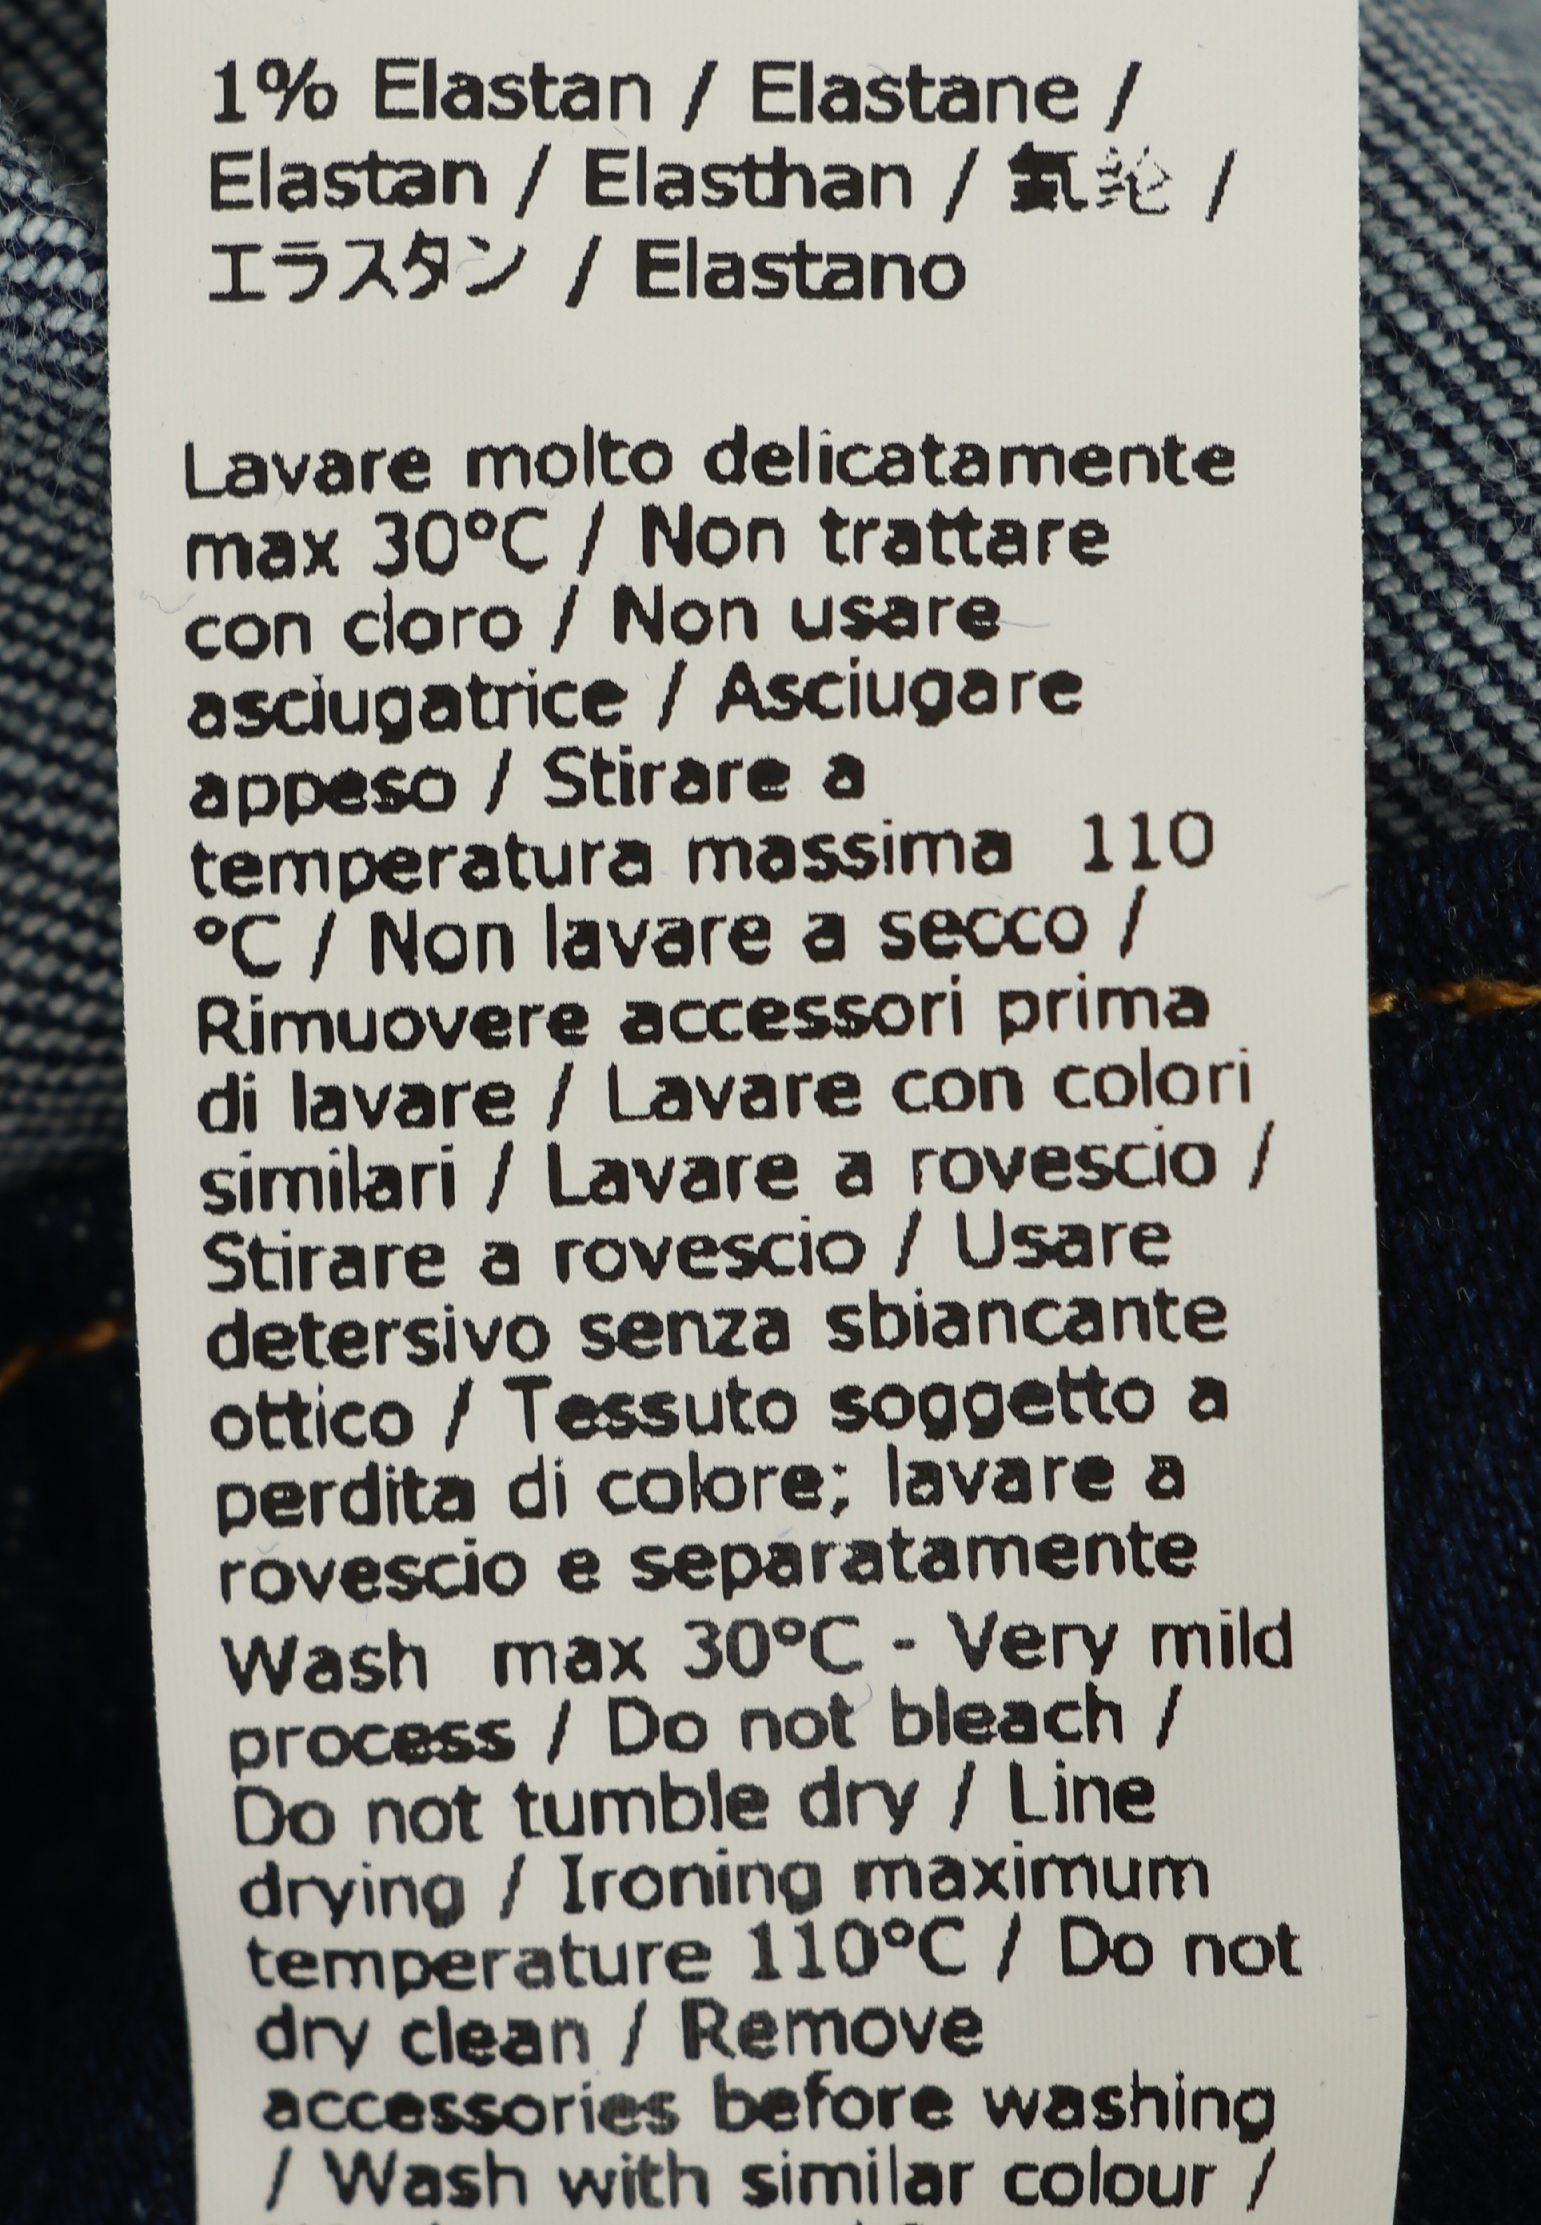 1% Elastan / Elastane /
Elastan / Elasthan / 氨纶 /
エラスタン / Elastano
Lavare molto delicatamente
max 30°C / Non trattare
con cloro / Non usare
asciugatrice / Asciugare
appeso / Stirare a
temperatura massima 110
°C / Non lavare a secco /
Rimuovere accessori prima
di lavare / Lavare con colori
similari / Lavare a rovescio /
Stirare a rovescio / Usare
detersivo senza sbiancante
ottico / Tessuto soggetto a
perdita di colore; lavare a
rovescio e separatamente
Wash max 30°C - Very mild
process / Do not bleach /
Do not tumble dry / Line
drying / Ironing maximum
temperature 110°C / Do not
dry clean / Remove
accessories before washing
/ Wash with similar colour /